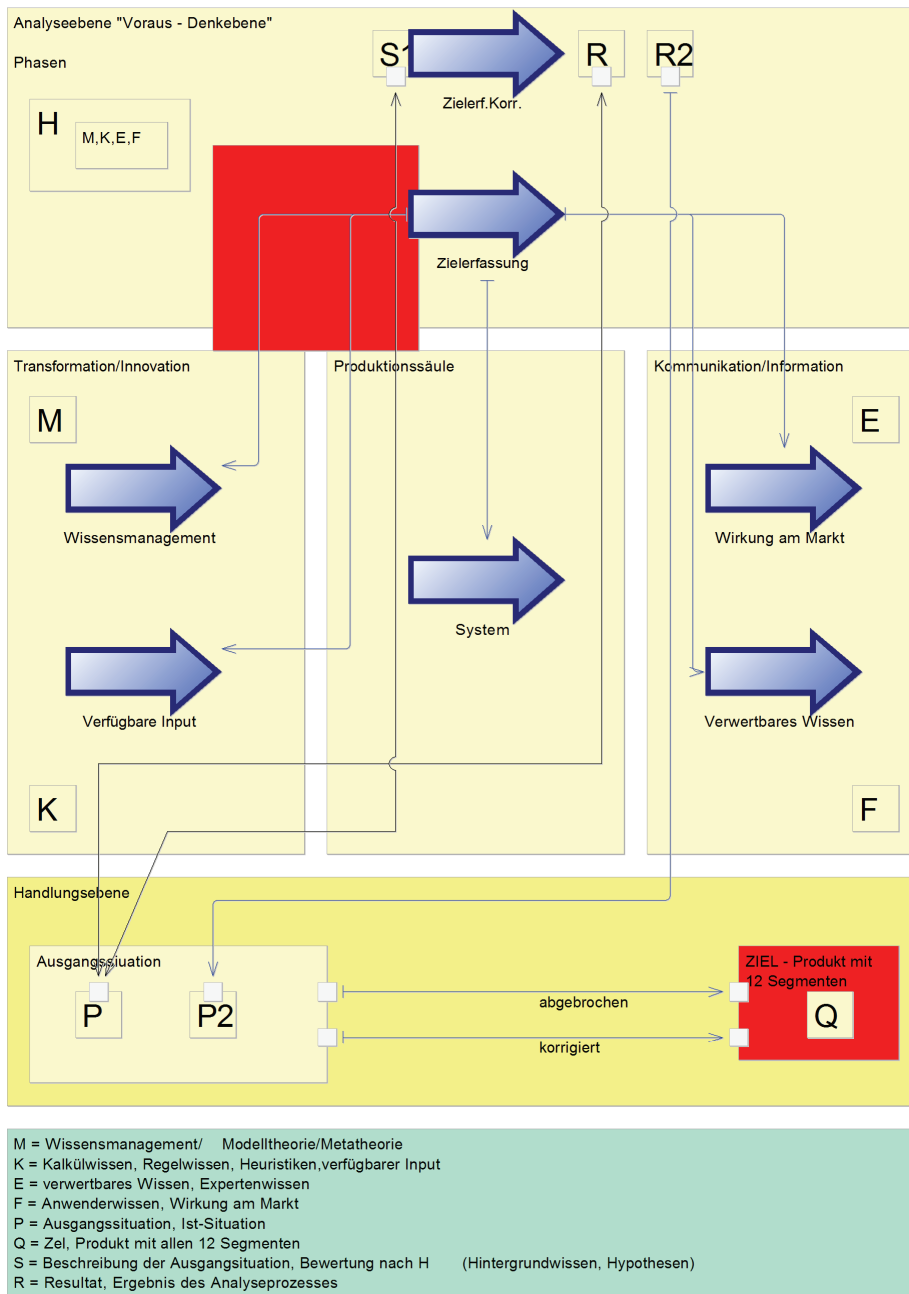 Analyseebene "Voraus - Denkebene"
Phasen
S1
R
R2
Zielerf.Korr.
H
M,K,E,F
Zielerfassung
Transformation/Innovation
Produktionssäule
Kommunikation/Information
M
E
Wissensmanagement
Wirkung am Markt
System
Verfügbare Input
Verwertbares Wissen
K
F
Handlungsebene
Ausgangssiuation
ZIEL - Produkt mit
12 Segmenten
P
P2
abgebrochen
Q
korrigiert
M = Wissensmanagement/ Modelltheorie/Metatheorie
K = Kalkülwissen, Regelwissen, Heuristiken,verfügbarer Input
E = verwertbares Wissen, Expertenwissen
F = Anwenderwissen, Wirkung am Markt
P = Ausgangssituation, Ist-Situation
Q = Zel, Produkt mit allen 12 Segmenten
S = Beschreibung der Ausgangsituation, Bewertung nach H (Hintergrundwissen, Hypothesen)
R = Resultat, Ergebnis des Analyseprozesses